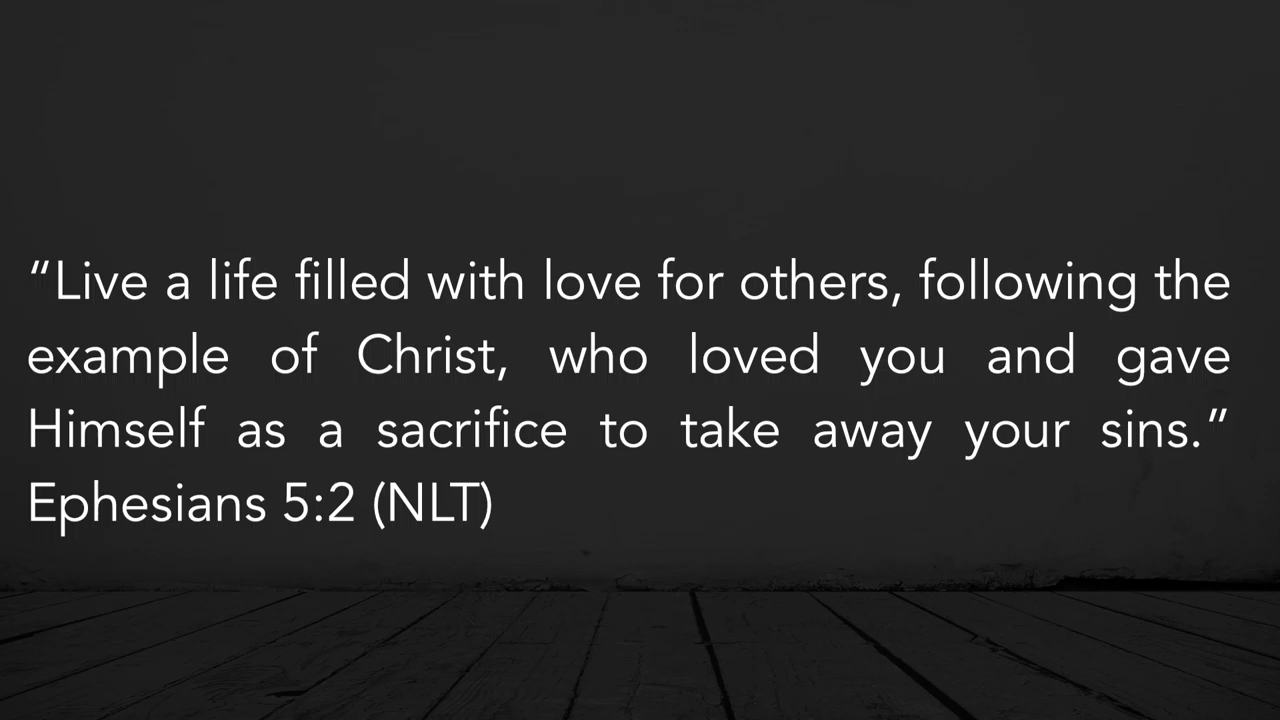 “Live a life filled with love for others, following the
example of Christ, who loved you and gave
Himself as a sacrifice to take away your sins.”
Ephesians 5:2 (NLT)